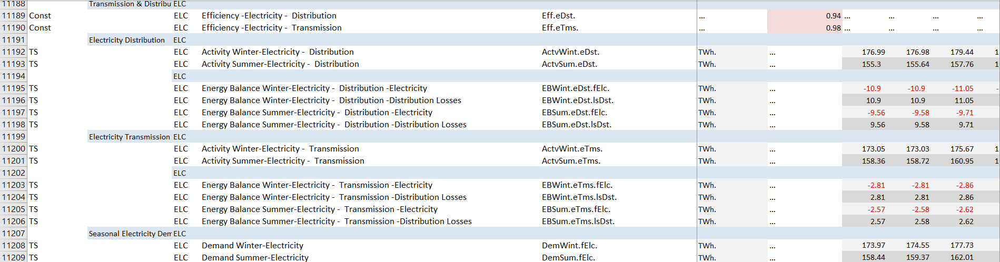 11188 Transmission & Distribu ELC
11189 Const ELC Efficiency -Electricity - Distribution Eff.eDst. ... 0.94 ... ... ... ...
11190 Const ELC Efficiency -Electricity - Transmission Eff.eTms. ... 0.98 ... ... ... ...
11191 Electricity Distribution ELC
11192 TS ELC Activity Winter-Electricity - Distribution ActvWint.eDst. TWh. ... 176.99 176.98 179.44 1
11193 TS ELC Activity Summer-Electricity - Distribution ActvSum.eDst. TWh. ... 155.3 155.64 157.76 1
11194 ELC
11195 TS ELC Energy Balance Winter-Electricity - Distribution -Electricity EBWint.eDst.fElc. TWh. ... -10.9 -10.9 -11.05 -
11196 TS ELC Energy Balance Winter-Electricity - Distribution -Distribution Losses EBWint.eDst.lsDst. TWh. ... 10.9 10.9 11.05
11197 TS ELC Energy Balance Summer-Electricity - Distribution -Electricity EBSum.eDst.fElc. TWh. ... -9.56 -9.58 -9.71
11198 TS ELC Energy Balance Summer-Electricity - Distribution -Distribution Losses EBSum.eDst.lsDst. TWh. ... 9.56 9.58 9.71
11199 Electricity Transmission ELC
11200 TS ELC Activity Winter-Electricity - Transmission ActvWint.eTms. TWh. ... 173.05 173.03 175.67 1
11201 TS ELC Activity Summer-Electricity - Transmission ActvSum.eTms. TWh. ... 158.36 158.72 160.95 1
11202 ELC
11203 TS ELC Energy Balance Winter-Electricity - Transmission -Electricity EBWint.eTms.fElc. TWh. ... -2.81 -2.81 -2.86
11204 TS ELC Energy Balance Winter-Electricity - Transmission -Distribution Losses EBWint.eTms.lsDst. TWh. ... 2.81 2.81 2.86
11205 TS ELC Energy Balance Summer-Electricity - Transmission -Electricity EBSum.eTms.fElc. TWh. ... -2.57 -2.58 -2.62
11206 TS ELC Energy Balance Summer-Electricity - Transmission -Distribution Losses EBSum.eTms.lsDst. TWh. ... 2.57 2.58 2.62
11207 Seasonal Electricity Dem ELC
11208 TS ELC Demand Winter-Electricity DemWint.fElc. TWh. ... 173.97 174.55 177.73
11209 TS ELC Demand Summer-Electricity DemSum.fElc. TWh. ... 158.44 159.37 162.01